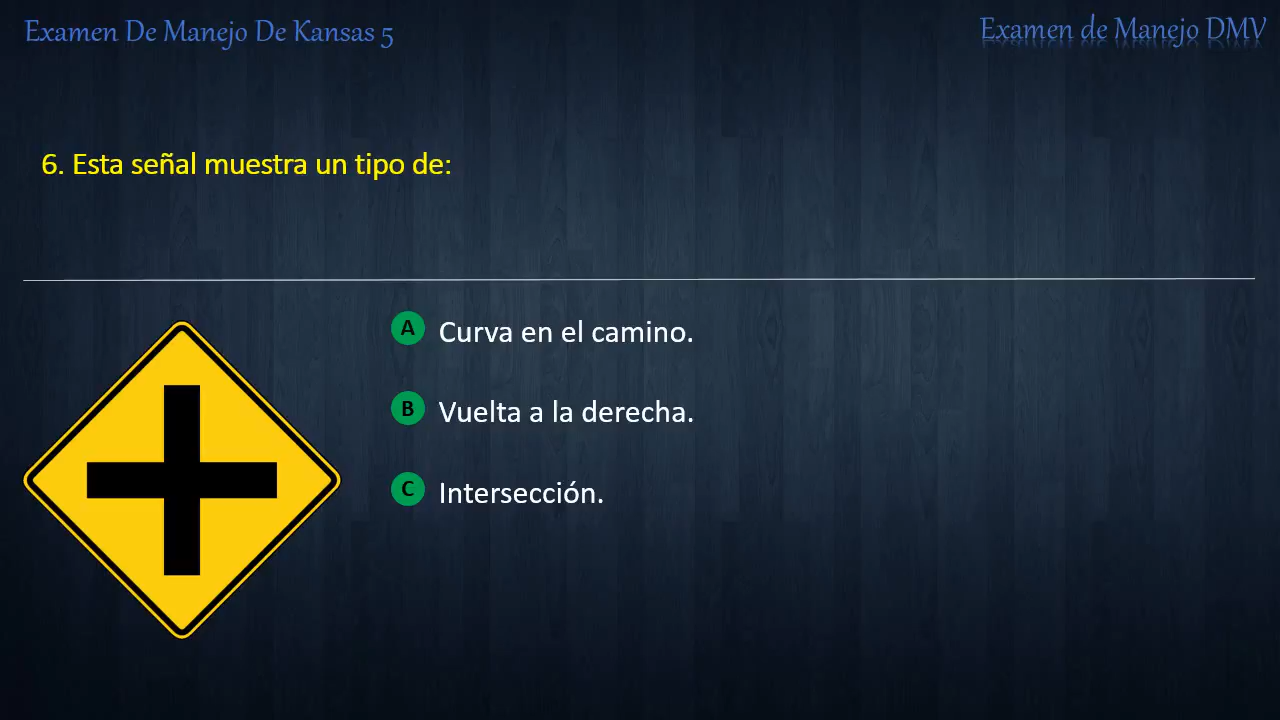 Examen De Manejo De Kansas 5
Examen de Manejo DMV
6. Esta señal muestra un tipo de:
A Curva en el camino.
B Vuelta a la derecha.
C Intersección.